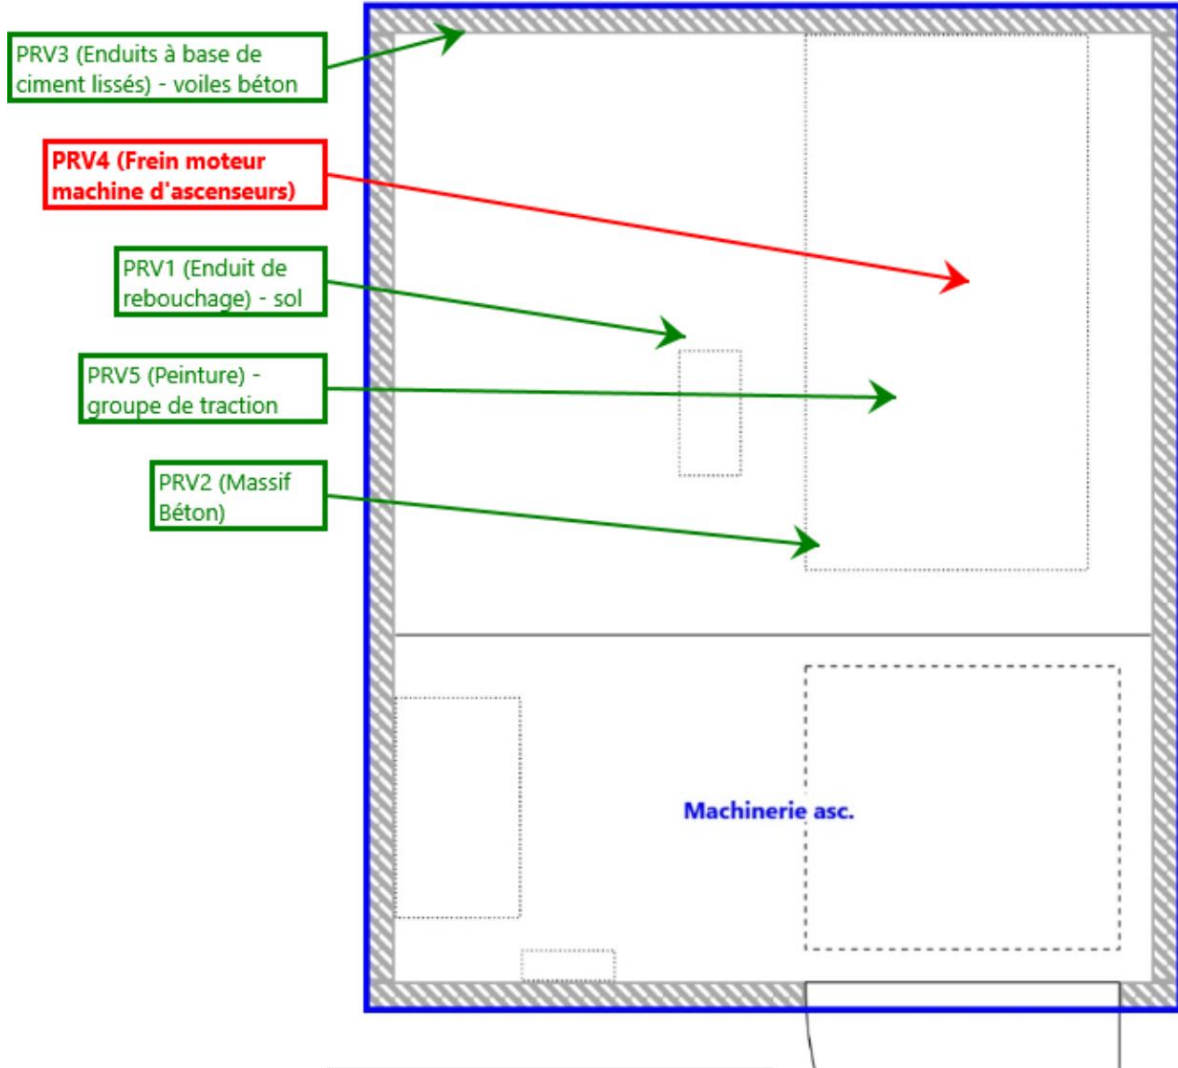 PRV3 (Enduits à base de
ciment lissés) - voiles béton
PRV4 (Frein moteur
machine d'ascenseurs)
PRV1 (Enduit de
rebouchage) - sol
PRV5 (Peinture) -
groupe de traction
PRV2 (Massif
Béton)
Machinerie asc.